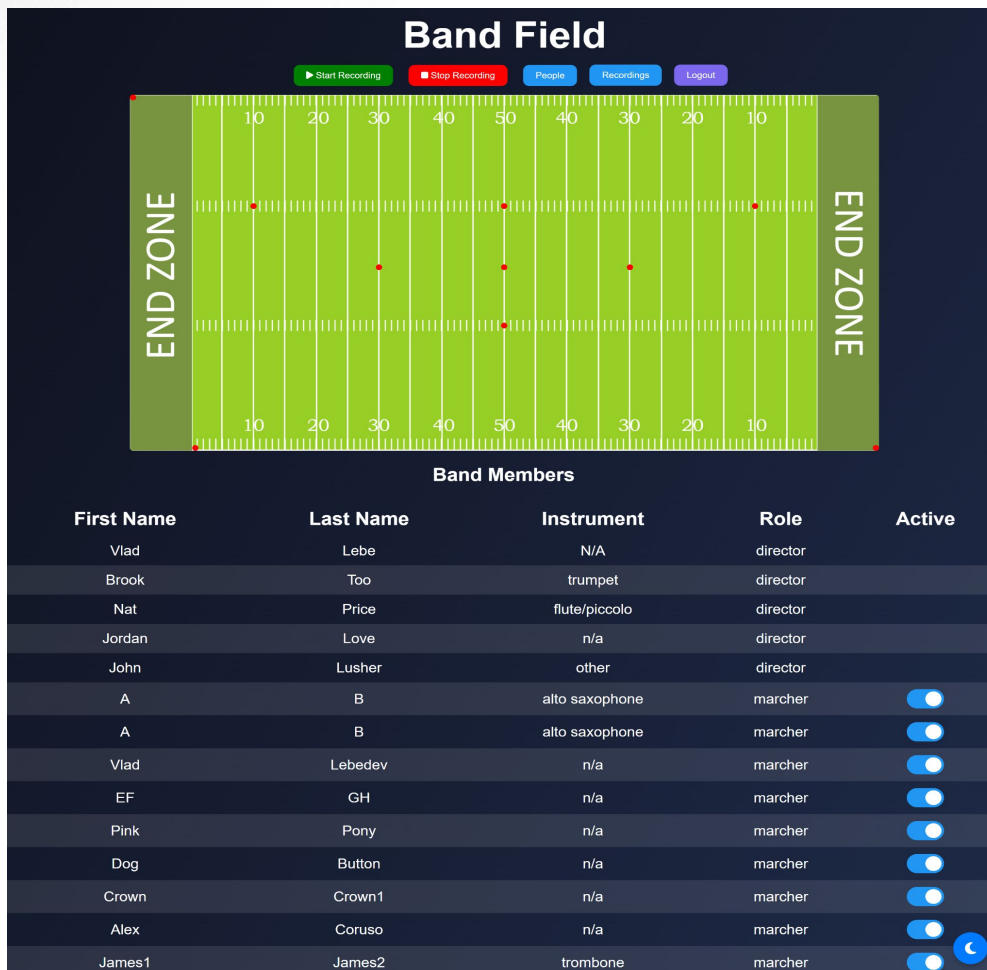 Band Field
Start Recording Stop Recording People Recordings Logout
10 20 30 40 50 40 30 20 10
END ZONE
END ZONE
10 20 30 40 50 40 30 20 10
Band Members
First Name Last Name Instrument Role Active
Vlad Lebe N/A director
Brook Too trumpet director
Nat Price flute/piccolo director
Jordan Love n/a director
John Lusher other director
A B alto saxophone marcher
A B alto saxophone marcher
Vlad Lebedev n/a marcher
EF GH n/a marcher
Pink Pony n/a marcher
Dog Button n/a marcher
Crown Crown1 n/a marcher
Alex Coruso n/a marcher
James1 James2 trombone marcher